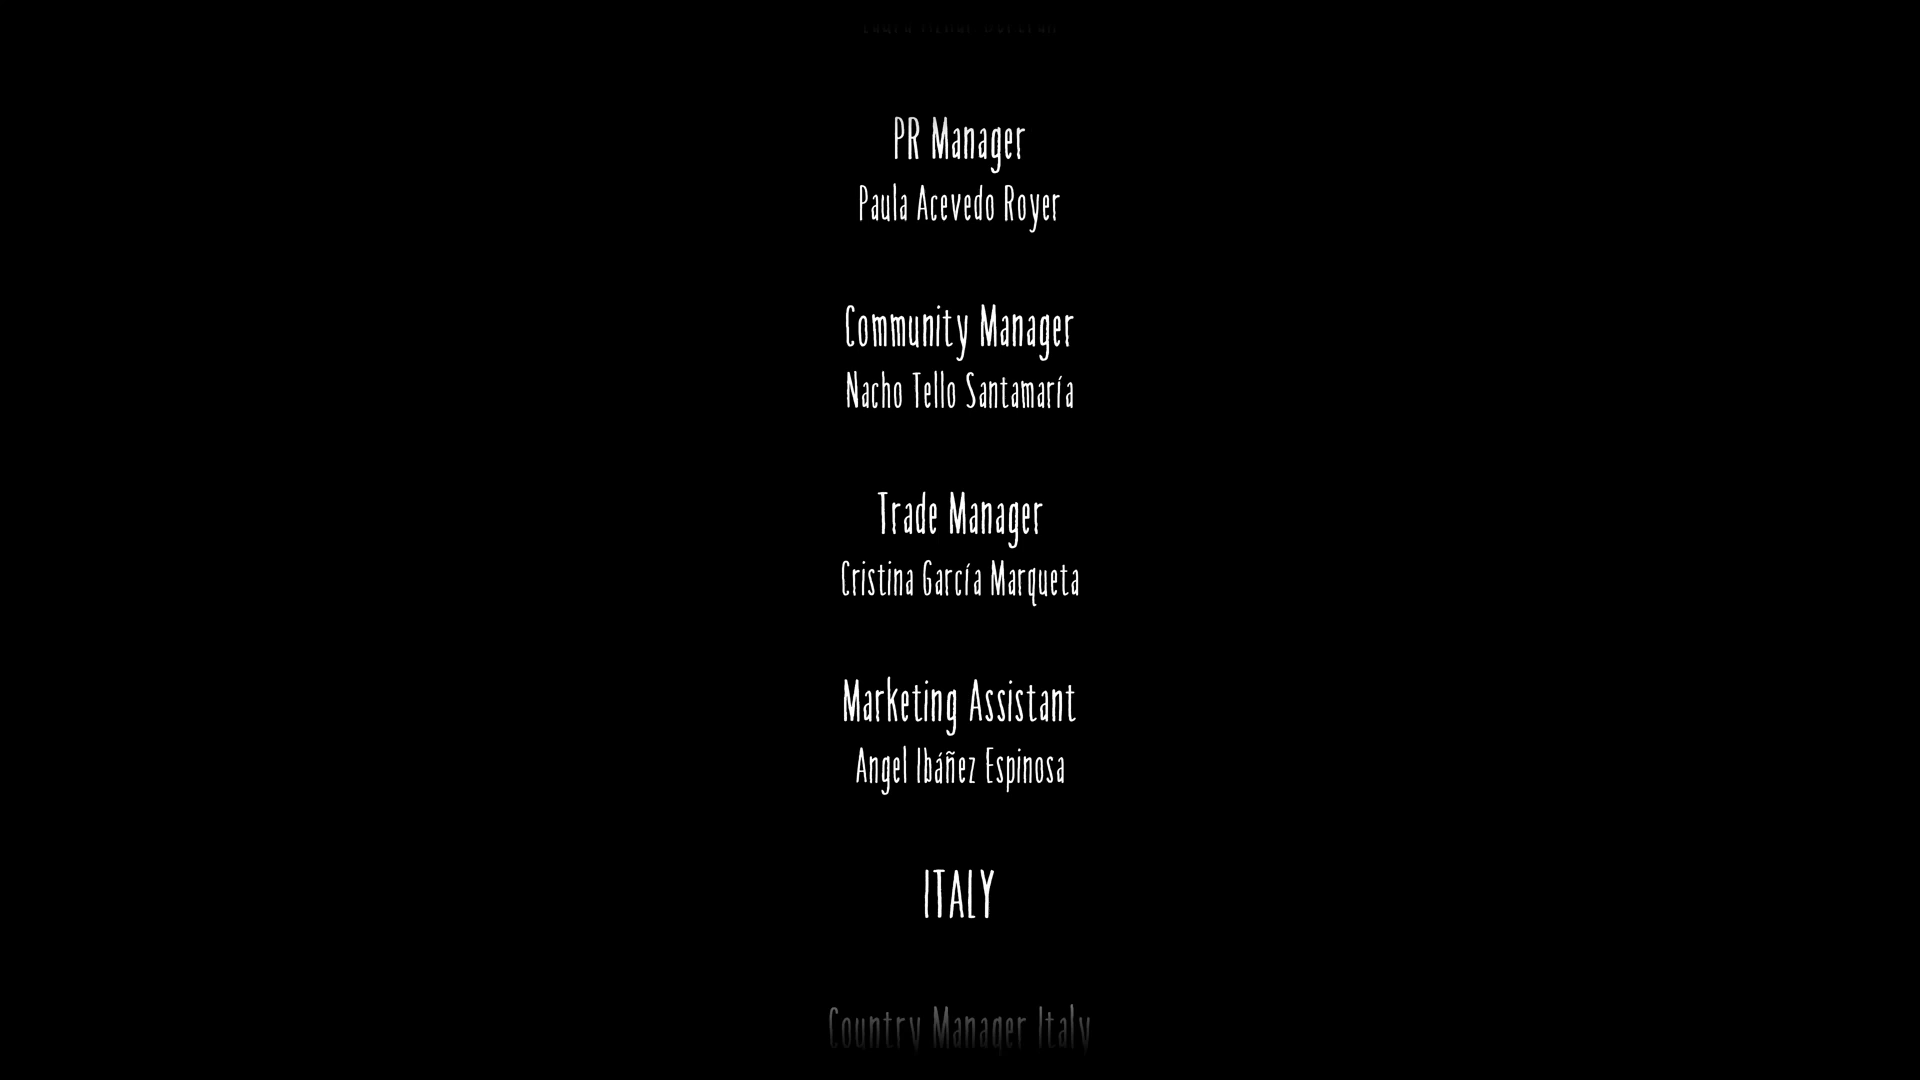 PR Manager
Paula Acevedo Royer
Community Manager
Nacho Tello Santamaría
Trade Manager
Cristina García Marqueta
Marketing Assistant
Angel Ibáñez Espinosa
ITALY
Country Manager Italy